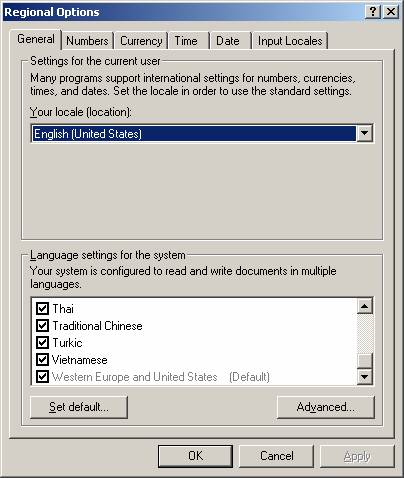 Regional Options
General
Numbers
Currency
Time
Date
Input Locales
Settings for the current user
Many programs support international settings for numbers, currencies,
times, and dates. Set the locale in order to use the standard settings.
Your locale (location):
English (United States)
Language settings for the system
Your system is configured to read and write documents in multiple
languages.
Thai
Traditional Chinese
Turkic
Vietnamese
Western Europe and United States (Default)
Set default...
Advanced...
OK
Cancel
Apply